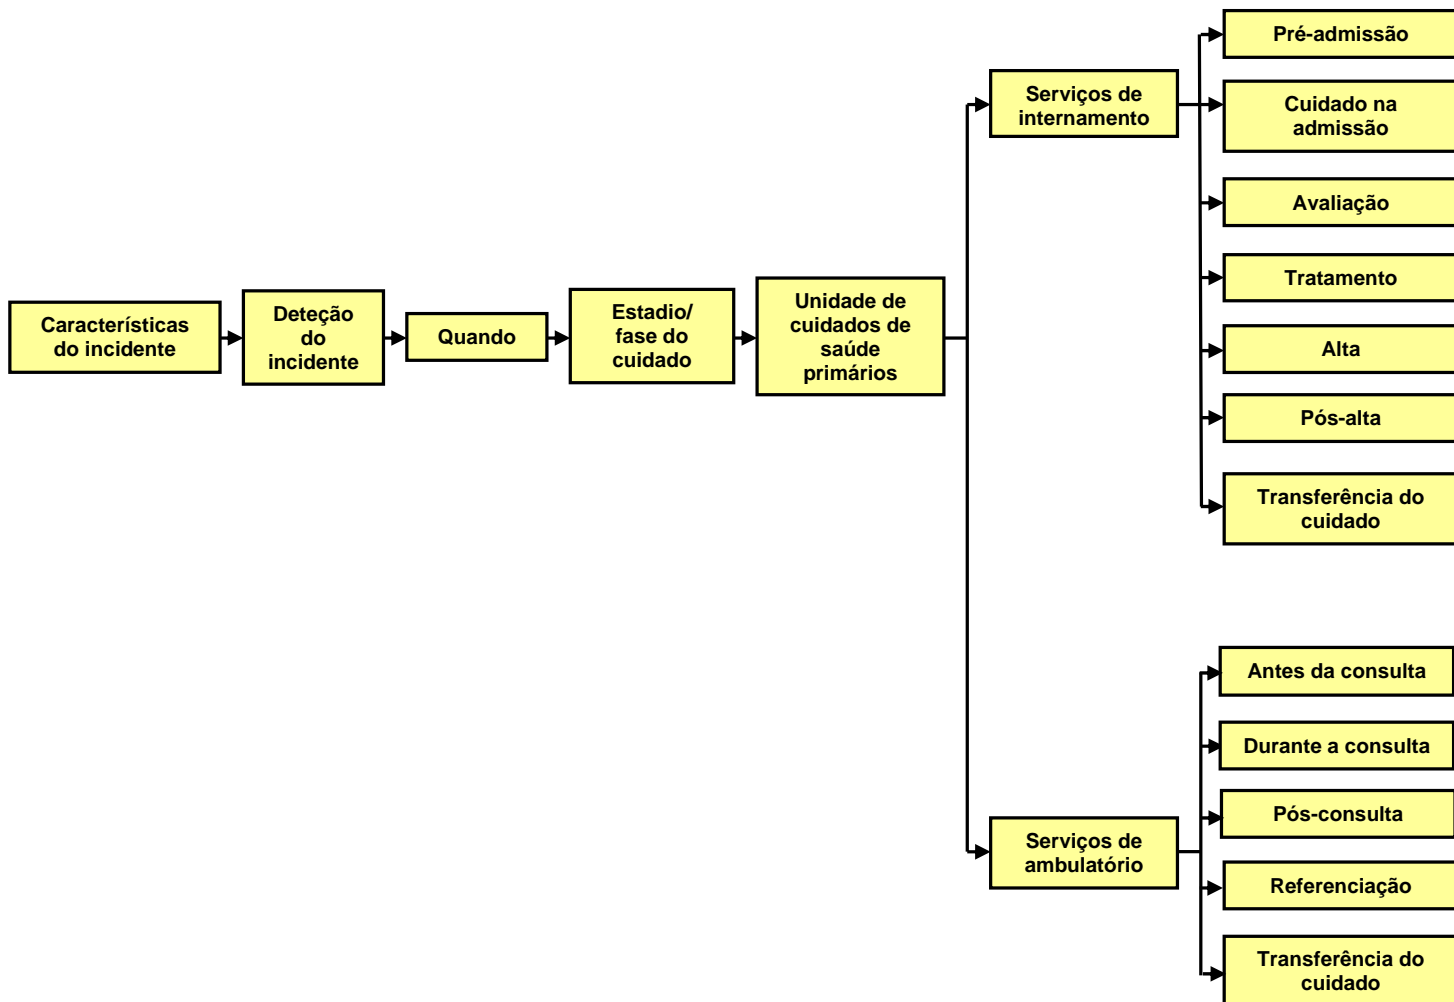 Características
do incidente
Deteção
do
incidente
Quando
Estadio/
fase do
cuidado
Unidade de
cuidados de
saúde
primários
Serviços de
internamento
Pré-admissão
Cuidado na
admissão
Avaliação
Tratamento
Alta
Pós-alta
Transferência do
cuidado
Serviços de
ambulatório
Antes da consulta
Durante a consulta
Pós-consulta
Referenciação
Transferência do
cuidado